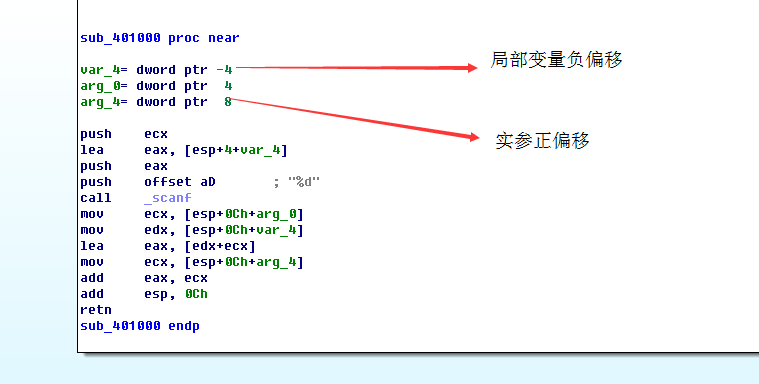 sub_401000 proc near
var_4= dword ptr -4
局部变量负偏移
arg_0= dword ptr  4
arg_4= dword ptr  8
实参正偏移
push    ecx
lea     eax, [esp+4+var_4]
push    eax
push    offset aD       ; "%d"
call    _scanf
mov     ecx, [esp+0Ch+arg_0]
mov     edx, [esp+0Ch+var_4]
lea     eax, [edx+ecx]
mov     ecx, [esp+0Ch+arg_4]
add     eax, ecx
add     esp, 0Ch
retn
sub_401000 endp